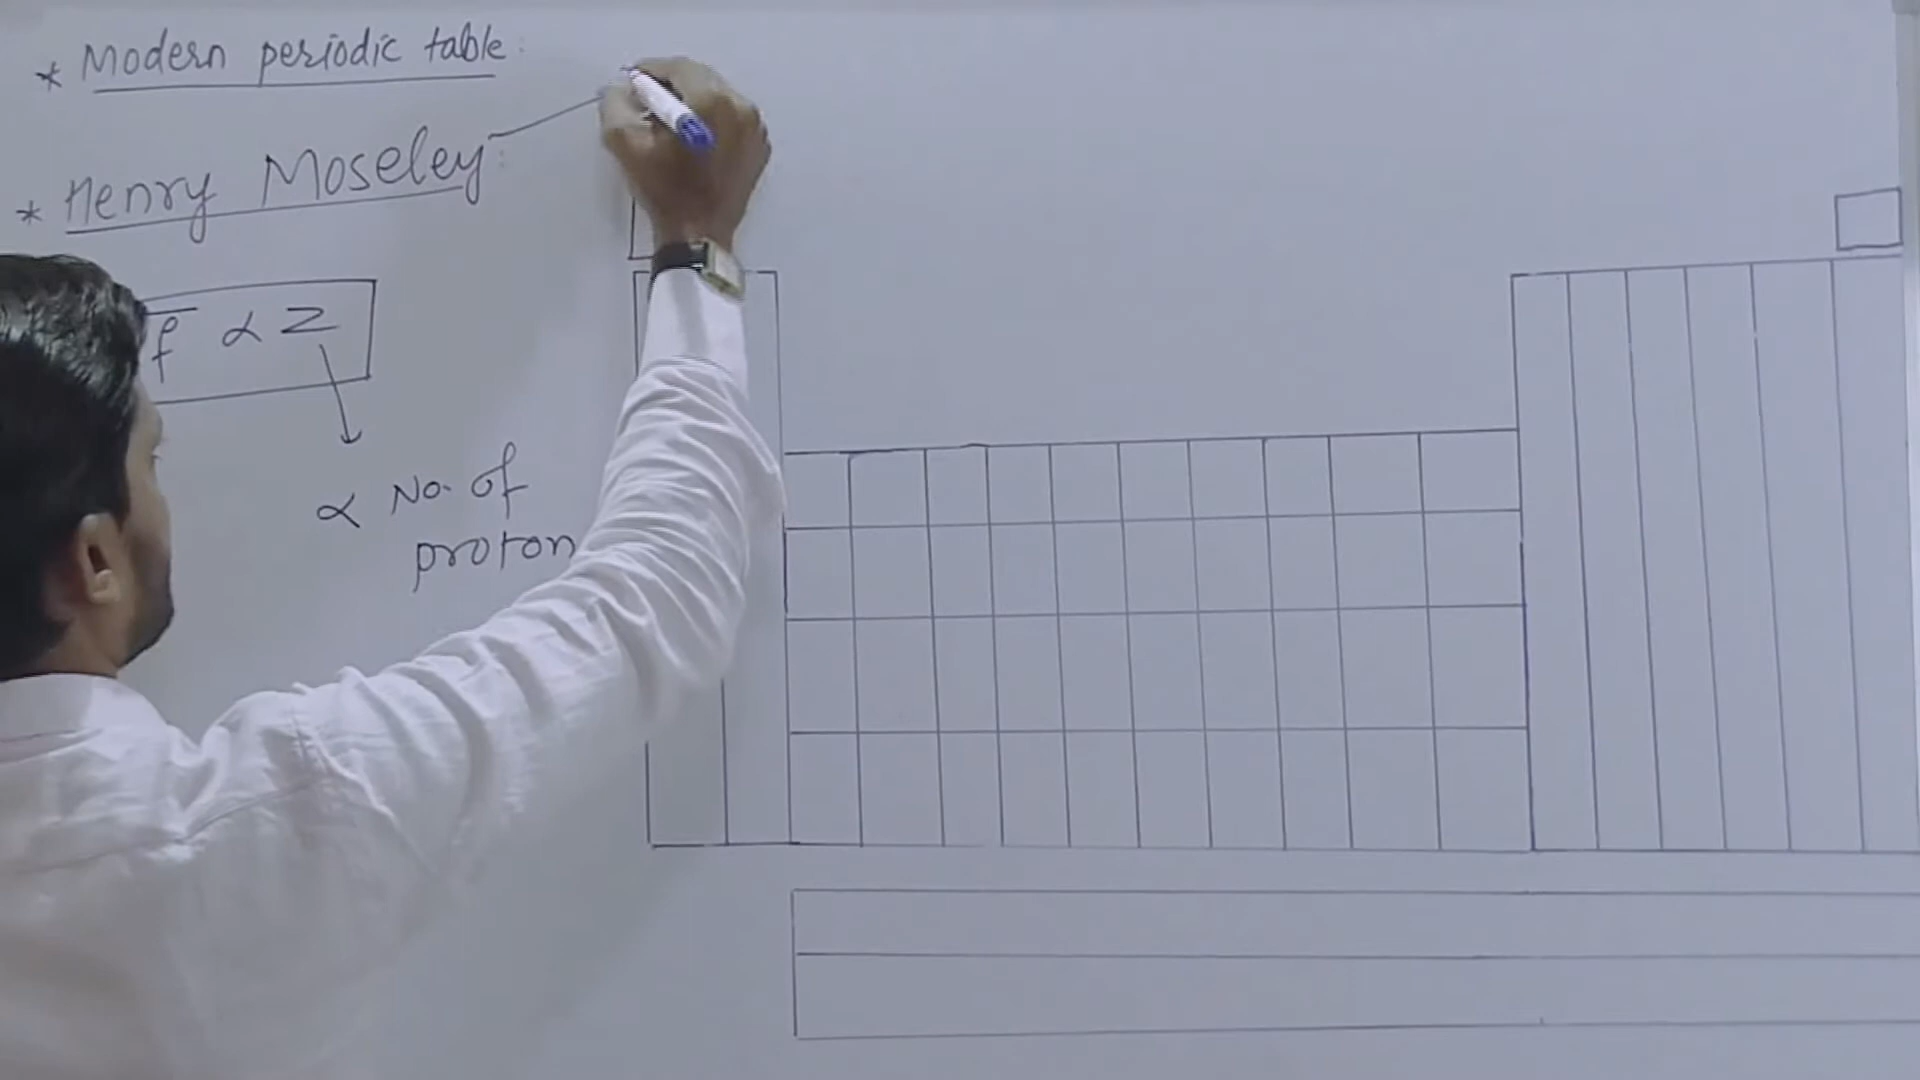 * Modern periodic table:
* Henry Moseley:
f ∝ Z
∝ No. of
proton